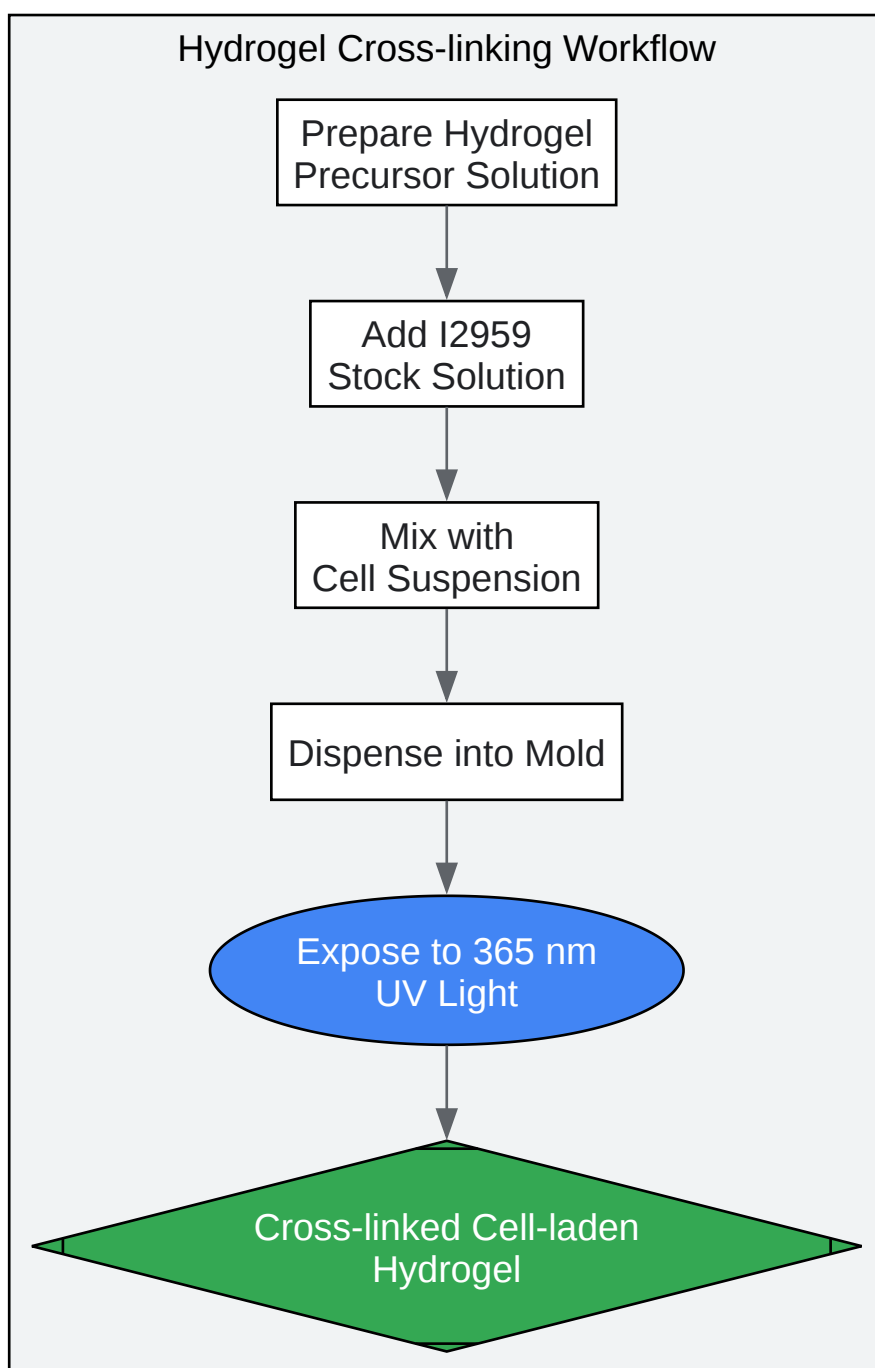 Hydrogel Cross-linking Workflow
Prepare Hydrogel
Precursor Solution
Add I2959
Stock Solution
Mix with
Cell Suspension
Dispense into Mold
Expose to 365 nm
UV Light
Cross-linked Cell-laden
Hydrogel